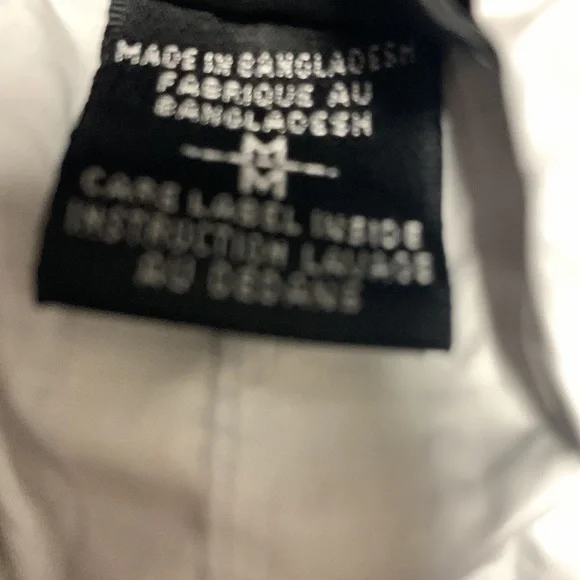 MADE IN BANGLADESH
FABRIQUE AU
BANGLADESH
M
M
CARE LABEL INSIDE
INSTRUCTION LAVAGE
AU DEDANS